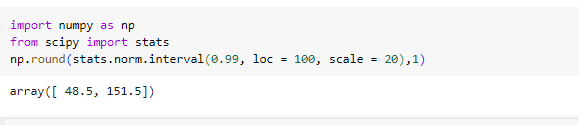 import numpy as np
from scipy import stats
np.round(stats.norm.interval(0.99, loc = 100, scale = 20),1)
array([ 48.5, 151.5])